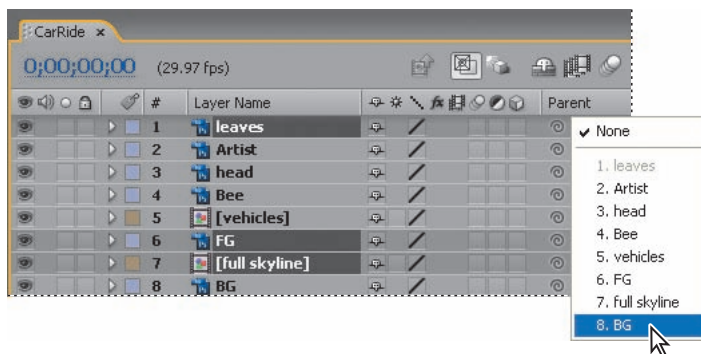 CarRide ×
0;00;00;00 (29.97 fps)
# Layer Name Parent
1 leaves
2 Artist
3 head
4 Bee
5 [vehicles]
6 FG
7 [full skyline]
8 BG
None
1. leaves
2. Artist
3. head
4. Bee
5. vehicles
6. FG
7. full skyline
8. BG